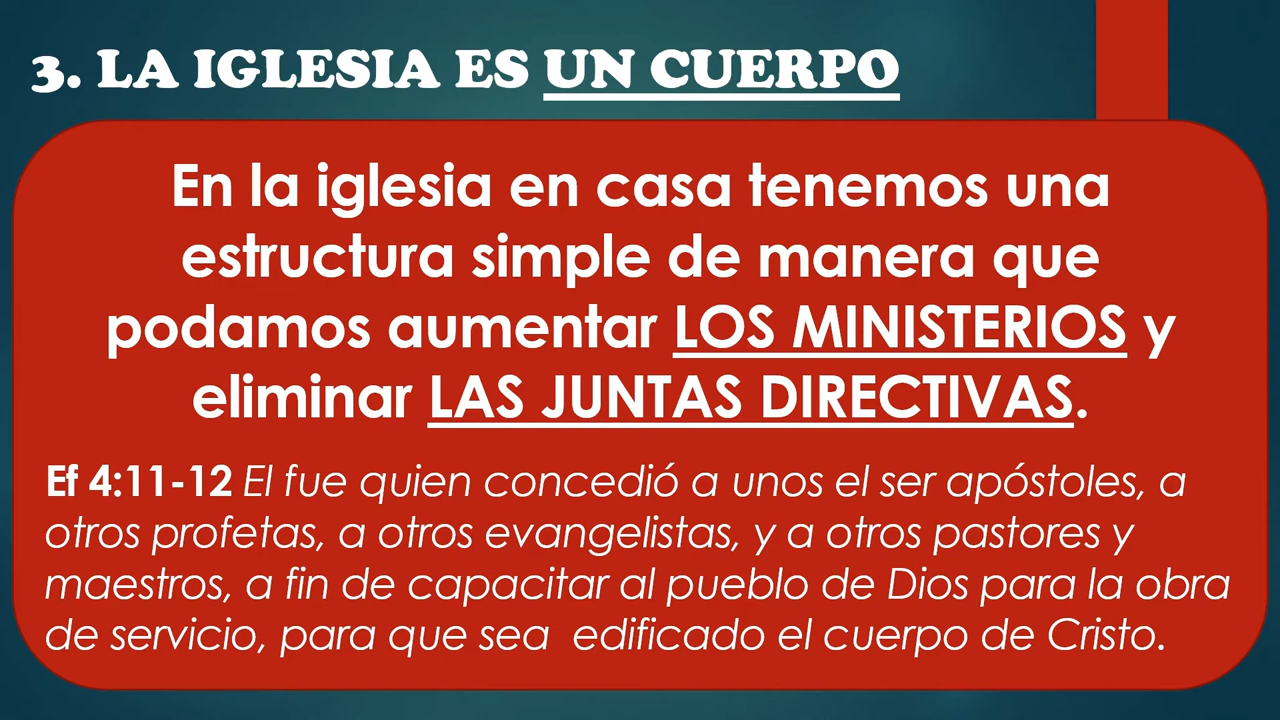 3. LA IGLESIA ES UN CUERPO
En la iglesia en casa tenemos una
estructura simple de manera que
podamos aumentar LOS MINISTERIOS y
eliminar LAS JUNTAS DIRECTIVAS.
Ef 4:11-12 El fue quien concedió a unos el ser apóstoles, a
otros profetas, a otros evangelistas, y a otros pastores y
maestros, a fin de capacitar al pueblo de Dios para la obra
de servicio, para que sea edificado el cuerpo de Cristo.